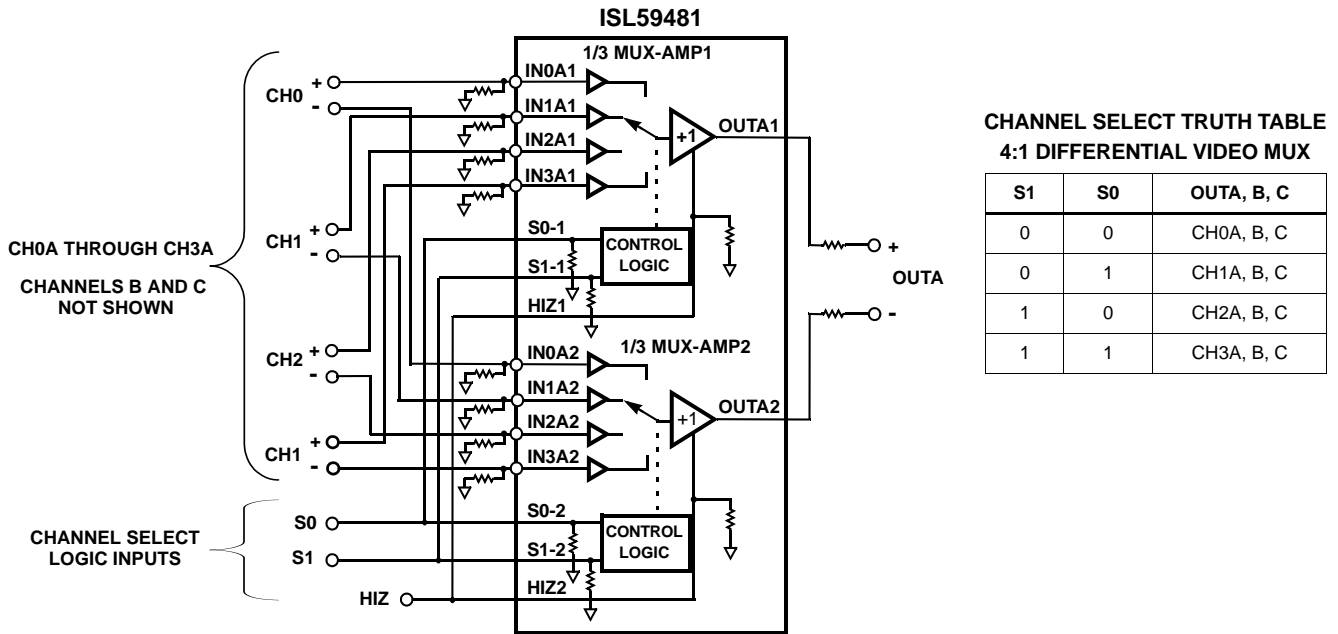 ISL59481
1/3 MUX-AMP1
CH0
+
-
IN0A1
IN1A1
IN2A1
IN3A1
+1
OUTA1
CH0A THROUGH CH3A
CHANNELS B AND C
NOT SHOWN
CH1
+
-
S0-1
S1-1
CONTROL
LOGIC
HIZ1
+
OUTA
-
CH2
+
-
1/3 MUX-AMP2
IN0A2
IN1A2
IN2A2
IN3A2
+1
OUTA2
CH1
+
-
CHANNEL SELECT
LOGIC INPUTS
S0
S1
HIZ
S0-2
S1-2
CONTROL
LOGIC
HIZ2
CHANNEL SELECT TRUTH TABLE
4:1 DIFFERENTIAL VIDEO MUX
S1 S0 OUTA, B, C
0 0 CH0A, B, C
0 1 CH1A, B, C
1 0 CH2A, B, C
1 1 CH3A, B, C